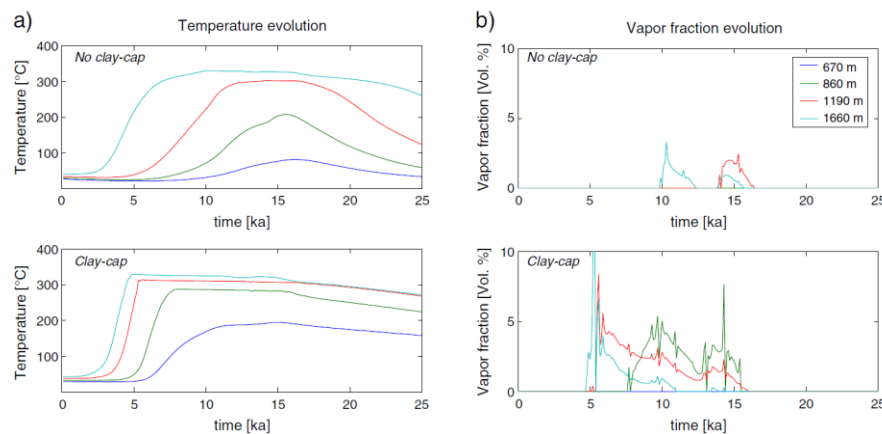 a)
Temperature evolution
No clay-cap
Temperature [°C]
400
300
200
100
0
5
10
15
20
25
time [ka]
Clay-cap
Temperature [°C]
400
300
200
100
0
5
10
15
20
25
time [ka]
b)
Vapor fraction evolution
No clay-cap
670 m
860 m
1190 m
1660 m
Vapor fraction [Vol. %]
10
5
0
0
5
10
15
20
25
time [ka]
Clay-cap
Vapor fraction [Vol. %]
10
5
0
0
5
10
15
20
25
time [ka]